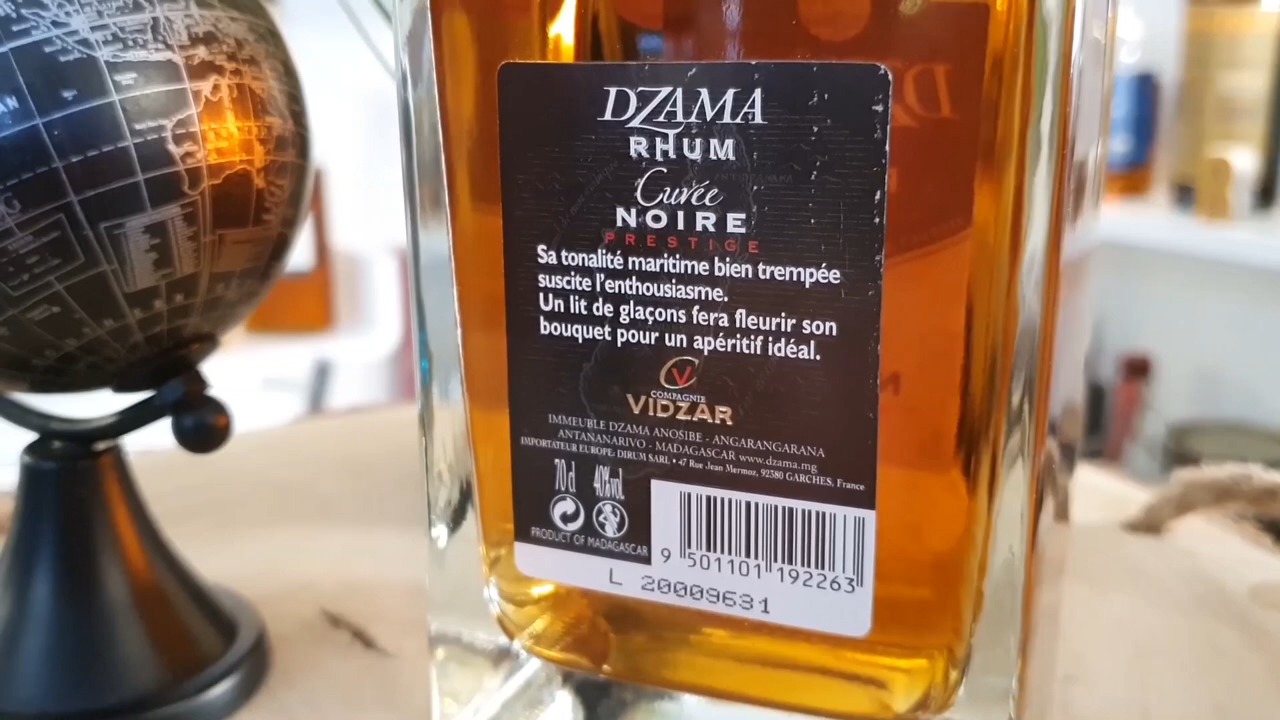 DZAMA
RHUM
Cuvée
NOIRE
PRESTIGE
Sa tonalité maritime bien trempée
suscite l'enthousiasme.
Un lit de glaçons fera fleurir son
bouquet pour un apéritif idéal.
CV
COMPAGNIE
VIDZAR
IMMEUBLE DZAMA ANOSIBE - ANGARANGARANA
ANTANANARIVO - MADAGASCAR www.dzama.mg
IMPORTATEUR EUROPE: DIRUM SARL • 47 Rue Jean Mermoz, 92380 GARCHES, France
70 cl 40%vol
PRODUCT OF MADAGASCAR
9 501101 192263
L 20009631